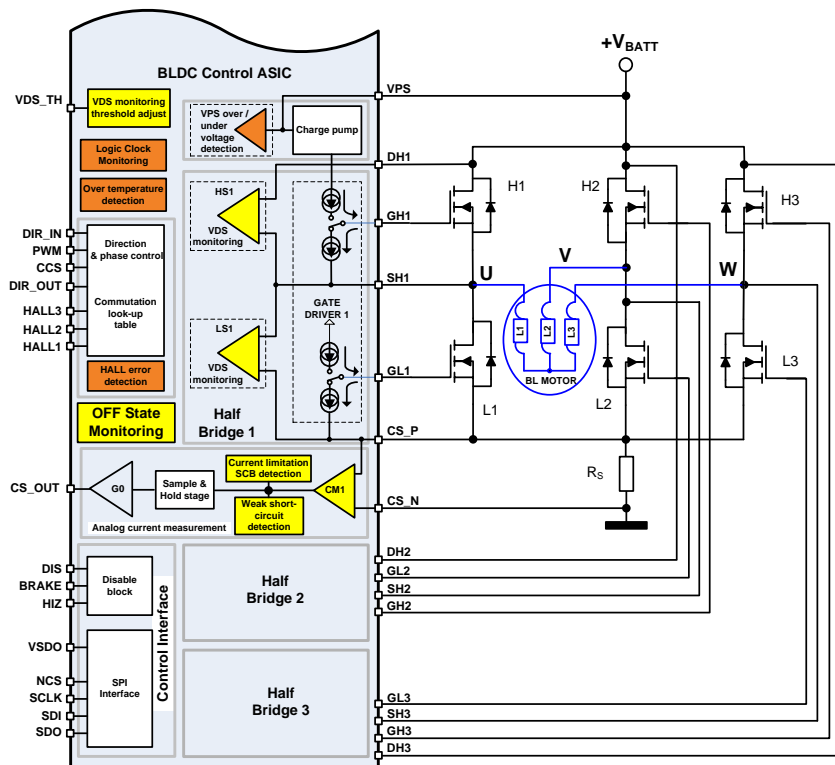 BLDC Control ASIC
+VBATT
VDS_TH
VDS monitoring
threshold adjust
Logic Clock
Monitoring
Over temperature
detection
VPS over /
under
voltage
detection
Charge pump
VPS
DH1
GH1
SH1
GL1
CS_P
CS_N
DH2
GL2
SH2
GH2
GL3
SH3
GH3
DH3
HS1
VDS
monitoring
LS1
VDS
monitoring
GATE
DRIVER 1
Half
Bridge 1
DIR_IN
PWM
CCS
DIR_OUT
HALL3
HALL2
HALL1
Direction
& phase control
Commutation
look-up
table
HALL error
detection
OFF State
Monitoring
CS_OUT
G0
Sample &
Hold stage
Current limitation
SCB detection
Weak short-
circuit
detection
CM1
Analog current measurement
DIS
BRAKE
HIZ
Disable
block
VSDO
NCS
SCLK
SDI
SDO
SPI
Interface
Control Interface
Half
Bridge 2
Half
Bridge 3
H1
H2
H3
U
V
W
L1
L2
L3
BL MOTOR
L1
L2
L3
RS